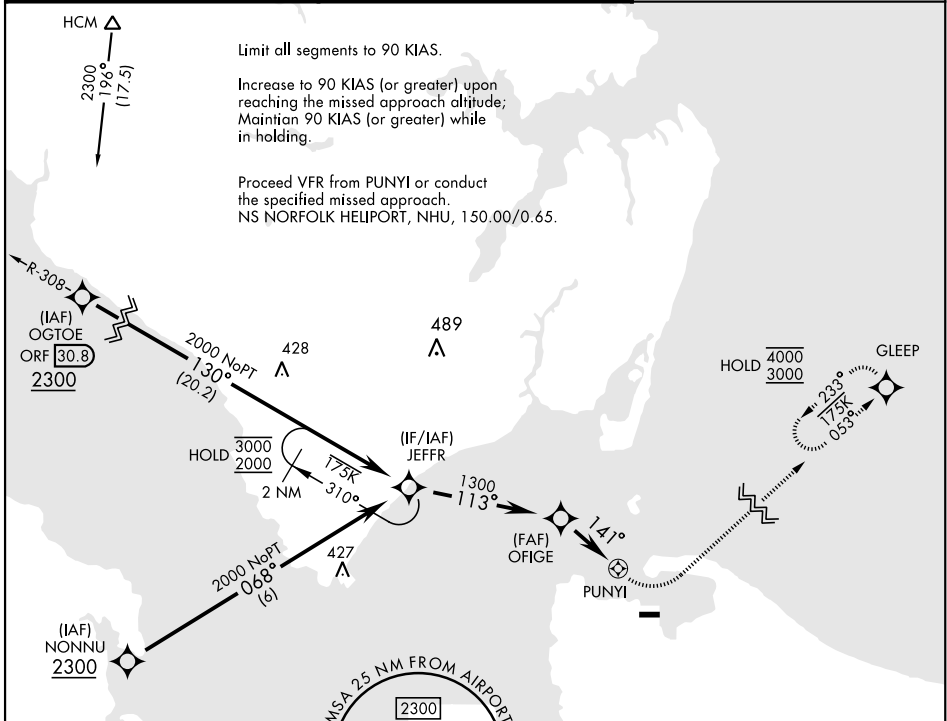 HCM
2300
196°
(17.5)
Limit all segments to 90 KIAS.
Increase to 90 KIAS (or greater) upon
reaching the missed approach altitude;
Maintian 90 KIAS (or greater) while
in holding.
Proceed VFR from PUNYI or conduct
the specified missed approach.
NS NORFOLK HELIPORT, NHU, 150.00/0.65.
R-308
(IAF)
OGTOE
ORF 30.8
2300
2000 NoPT
130°
(20.2)
428
489
HOLD 3000
2000
2 NM
175K
310°
(IF/IAF)
JEFFR
1300
113°
(FAF)
OFIGE
141°
PUNYI
HOLD 4000
3000
GLEEP
233°
175K
053°
2000 NoPT
068°
(6)
427
(IAF)
NONNU
2300
MSA 25 NM FROM AIRPORT
2300